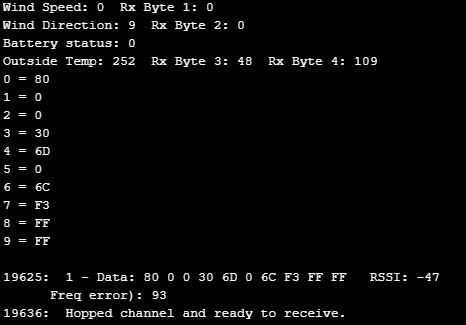 Wind Speed: 0  Rx Byte 1: 0
Wind Direction: 9  Rx Byte 2: 0
Battery status: 0
Outside Temp: 252  Rx Byte 3: 48  Rx Byte 4: 109
0 = 80
1 = 0
2 = 0
3 = 30
4 = 6D
5 = 0
6 = 6C
7 = F3
8 = FF
9 = FF
19625:  1 - Data: 80 0 0 30 6D 0 6C F3 FF FF   RSSI: -47
Freq error): 93
19636:  Hopped channel and ready to receive.